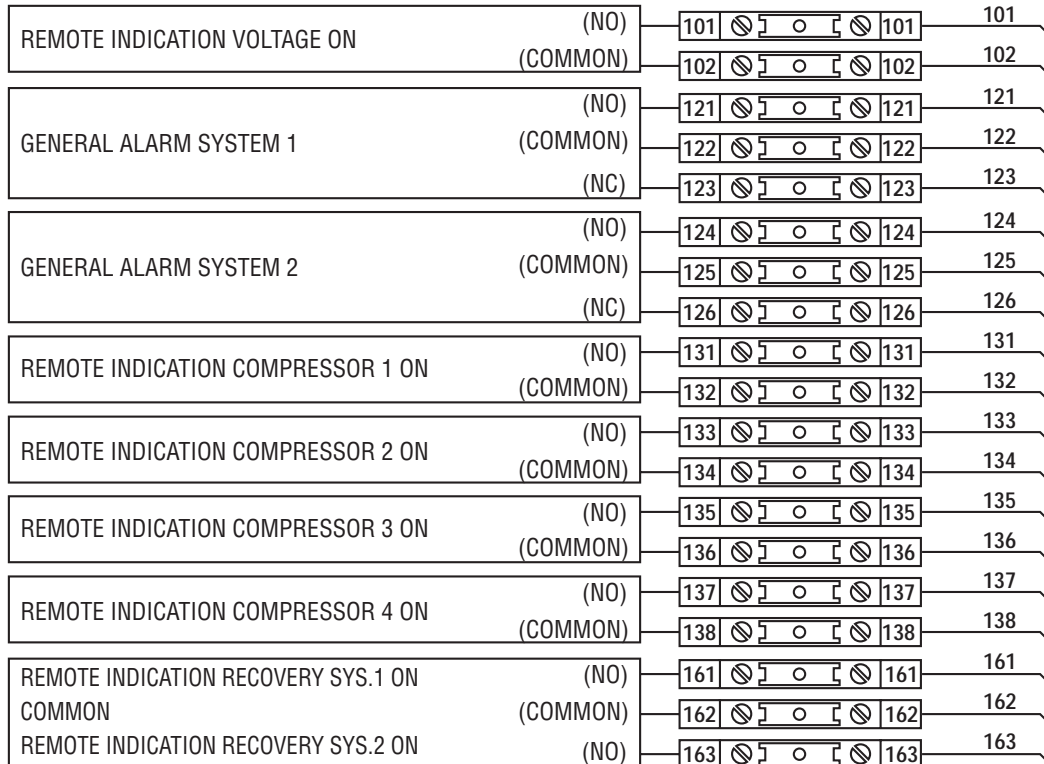 REMOTE INDICATION VOLTAGE ON (NO) 101 101 101
(COMMON) 102 102 102
GENERAL ALARM SYSTEM 1 (NO) 121 121 121
(COMMON) 122 122 122
(NC) 123 123 123
GENERAL ALARM SYSTEM 2 (NO) 124 124 124
(COMMON) 125 125 125
(NC) 126 126 126
REMOTE INDICATION COMPRESSOR 1 ON (NO) 131 131 131
(COMMON) 132 132 132
REMOTE INDICATION COMPRESSOR 2 ON (NO) 133 133 133
(COMMON) 134 134 134
REMOTE INDICATION COMPRESSOR 3 ON (NO) 135 135 135
(COMMON) 136 136 136
REMOTE INDICATION COMPRESSOR 4 ON (NO) 137 137 137
(COMMON) 138 138 138
REMOTE INDICATION RECOVERY SYS.1 ON (NO) 161 161 161
COMMON (COMMON) 162 162 162
REMOTE INDICATION RECOVERY SYS.2 ON (NO) 163 163 163